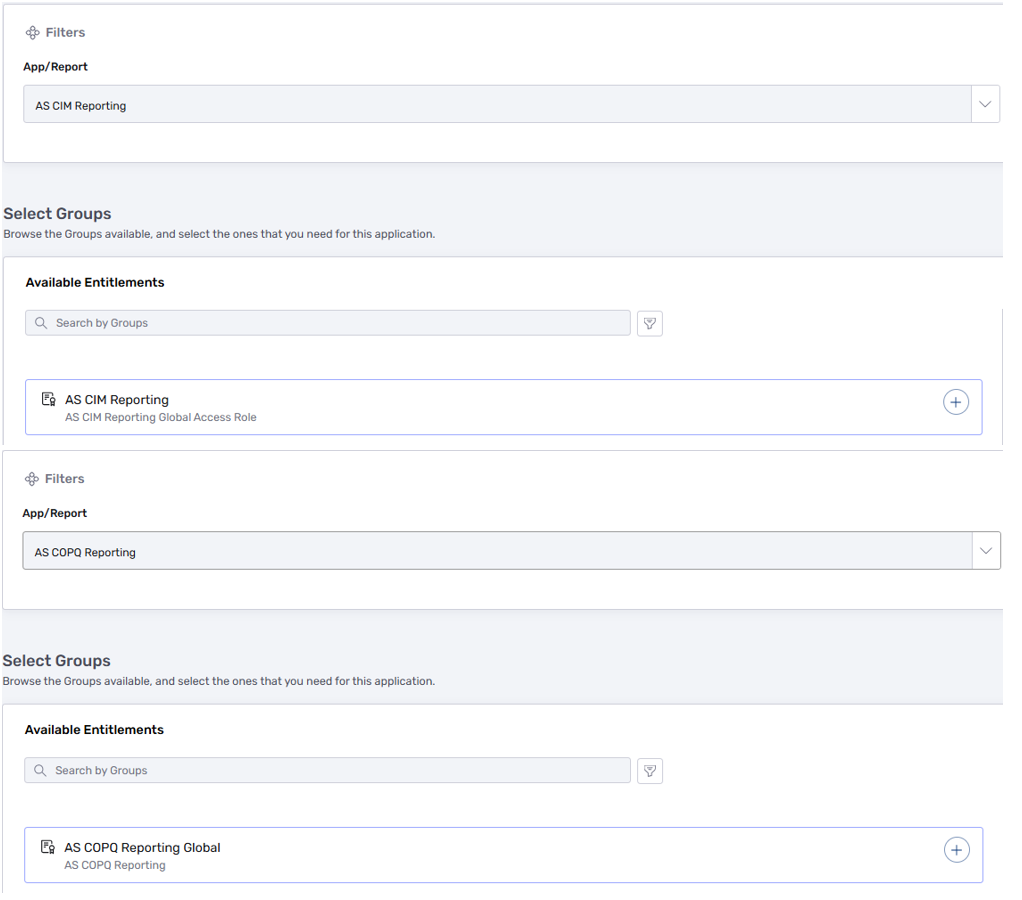 Filters
App/Report
AS CIM Reporting
Select Groups
Browse the Groups available, and select the ones that you need for this application.
Available Entitlements
Search by Groups
AS CIM Reporting
AS CIM Reporting Global Access Role
Filters
App/Report
AS COPQ Reporting
Select Groups
Browse the Groups available, and select the ones that you need for this application.
Available Entitlements
Search by Groups
AS COPQ Reporting Global
AS COPQ Reporting